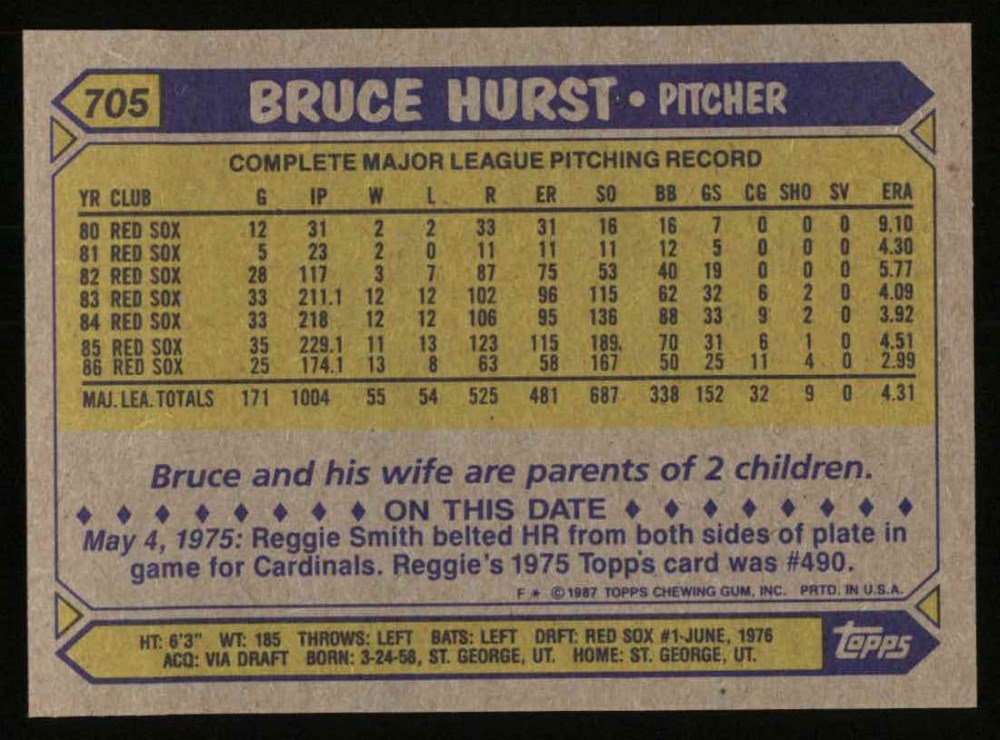 705 BRUCE HURST • PITCHER
COMPLETE MAJOR LEAGUE PITCHING RECORD
YR CLUB G IP W L R ER SO BB GS CG SHO SV ERA
80 RED SOX 12 31 2 2 33 31 16 16 7 0 0 0 9.10
81 RED SOX 5 23 2 0 11 11 11 12 5 0 0 0 4.30
82 RED SOX 28 117 3 7 87 75 53 40 19 0 0 0 5.77
83 RED SOX 33 211.1 12 12 102 96 115 62 32 6 2 0 4.09
84 RED SOX 33 218 12 12 106 95 136 88 33 9 2 0 3.92
85 RED SOX 35 229.1 11 13 123 115 189. 70 31 6 1 0 4.51
86 RED SOX 25 174.1 13 8 63 58 167 50 25 11 4 0 2.99
MAJ. LEA. TOTALS 171 1004 55 54 525 481 687 338 152 32 9 0 4.31
Bruce and his wife are parents of 2 children.
♦ ♦ ♦ ♦ ♦ ♦ ♦ ♦ ON THIS DATE ♦ ♦ ♦ ♦ ♦ ♦ ♦ ♦
May 4, 1975: Reggie Smith belted HR from both sides of plate in
game for Cardinals. Reggie's 1975 Topps card was #490.
F * © 1987 TOPPS CHEWING GUM, INC. PRTD. IN U.S.A.
HT: 6'3" WT: 185 THROWS: LEFT BATS: LEFT DRFT: RED SOX #1-JUNE, 1976
ACQ: VIA DRAFT BORN: 3-24-58, ST. GEORGE, UT. HOME: ST. GEORGE, UT.
Topps